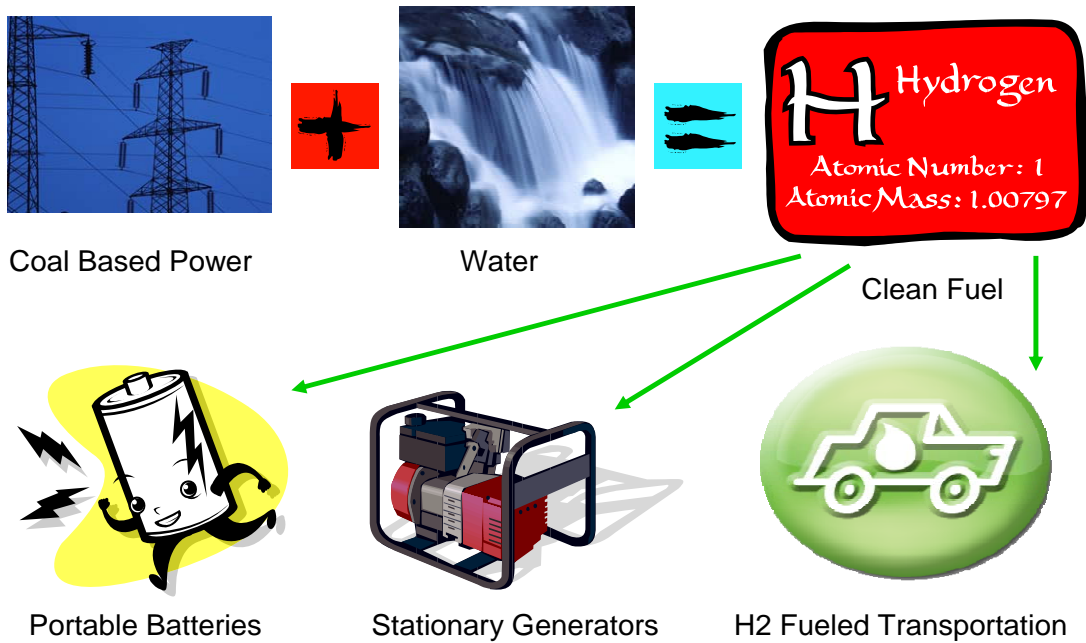 H Hydrogen
Atomic Number: 1
Atomic Mass: 1.00797
Coal Based Power
Water
Clean Fuel
Portable Batteries
Stationary Generators
H2 Fueled Transportation